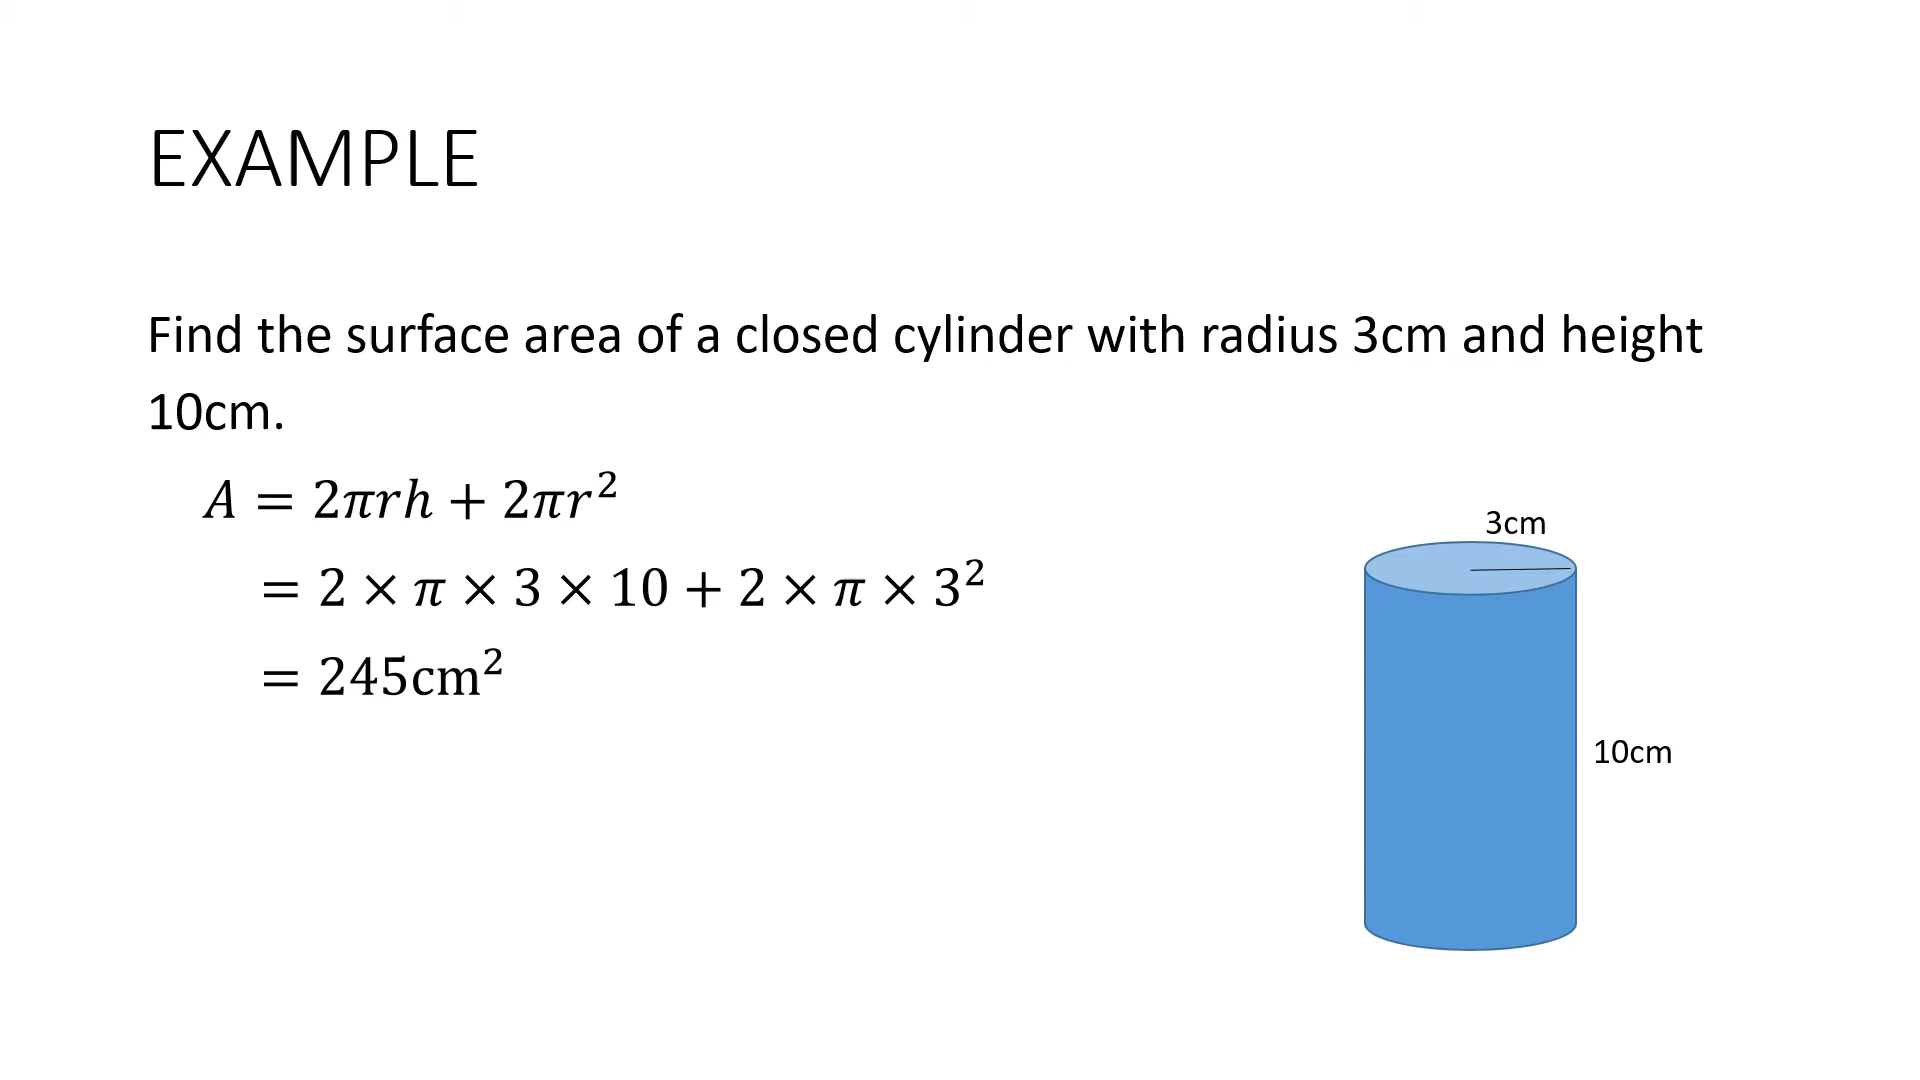 EXAMPLE
Find the surface area of a closed cylinder with radius 3cm and height
10cm.
A = 2πrh + 2πr²
= 2 × π × 3 × 10 + 2 × π × 3²
= 245cm²
3cm
10cm